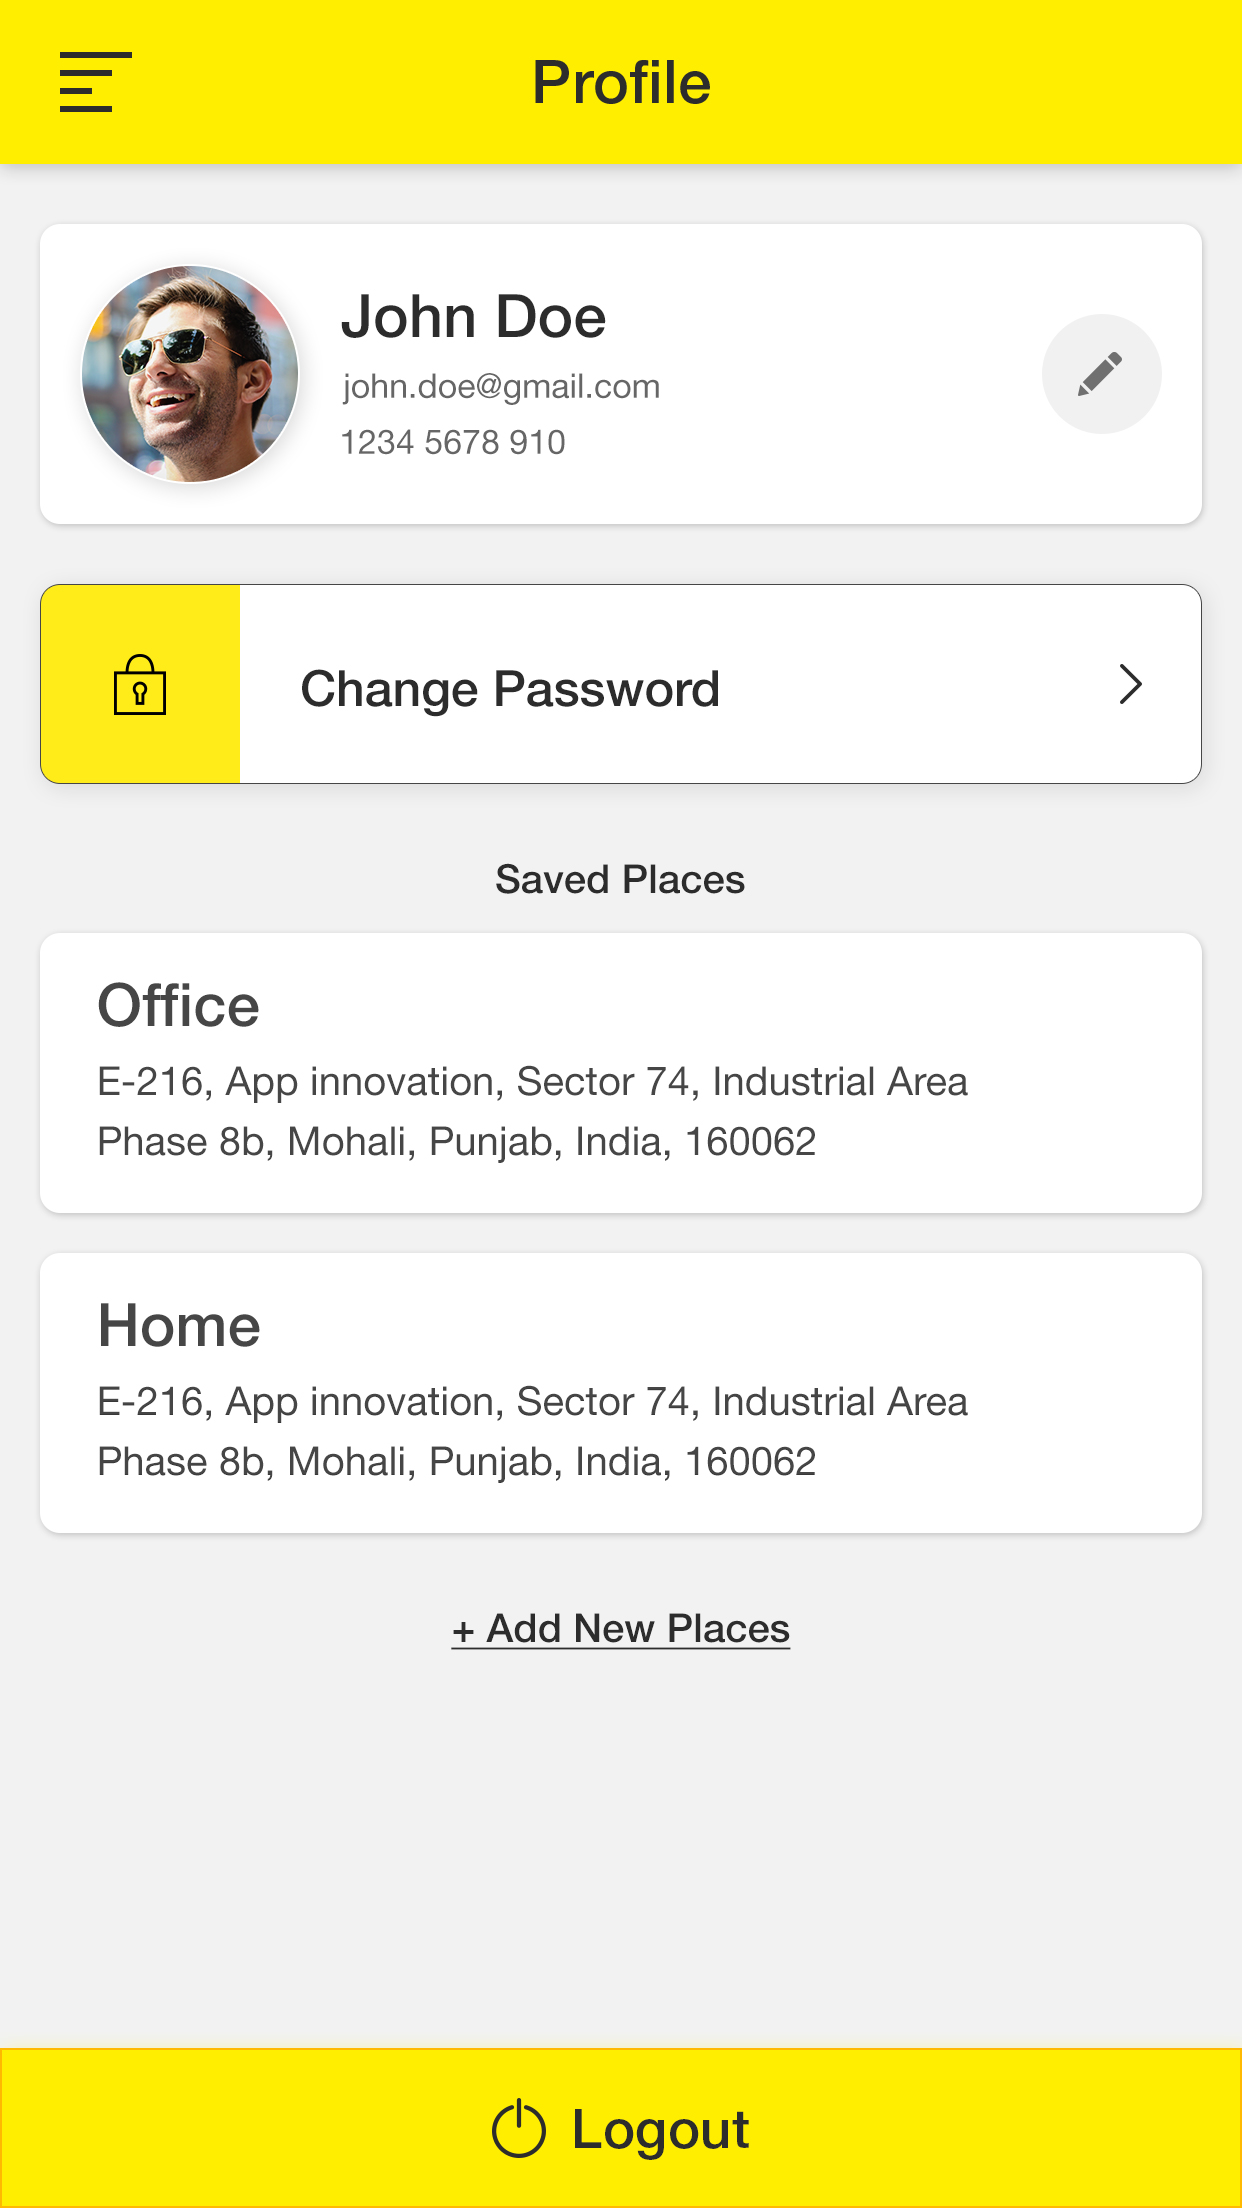 Profile
John Doe
john.doe@gmail.com
1234 5678 910
Change Password
Saved Places
Office
E-216, App innovation, Sector 74, Industrial Area
Phase 8b, Mohali, Punjab, India, 160062
Home
E-216, App innovation, Sector 74, Industrial Area
Phase 8b, Mohali, Punjab, India, 160062
+ Add New Places
Logout